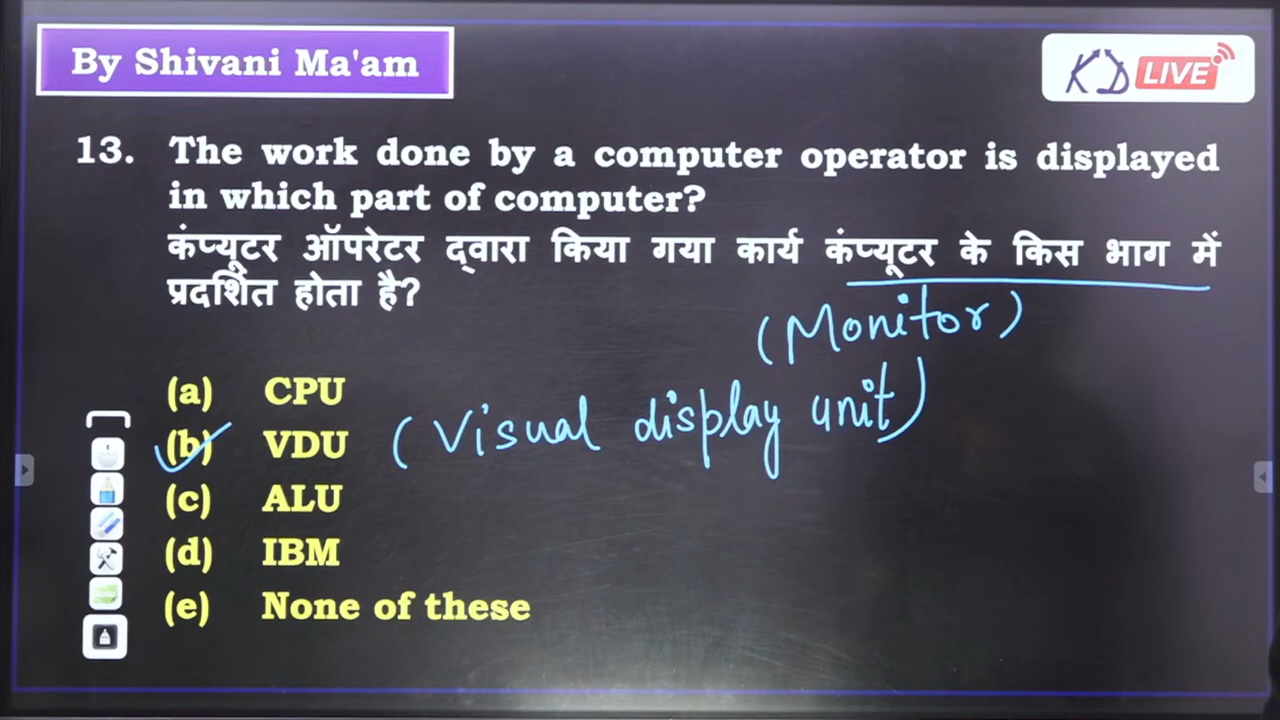 By Shivani Ma'am
KD LIVE
13. The work done by a computer operator is displayed
in which part of computer?
कंप्यूटर ऑपरेटर द्वारा किया गया कार्य कंप्यूटर के किस भाग में
प्रदर्शित होता है?
(Monitor)
(a) CPU
(b) VDU (Visual display unit)
(c) ALU
(d) IBM
(e) None of these